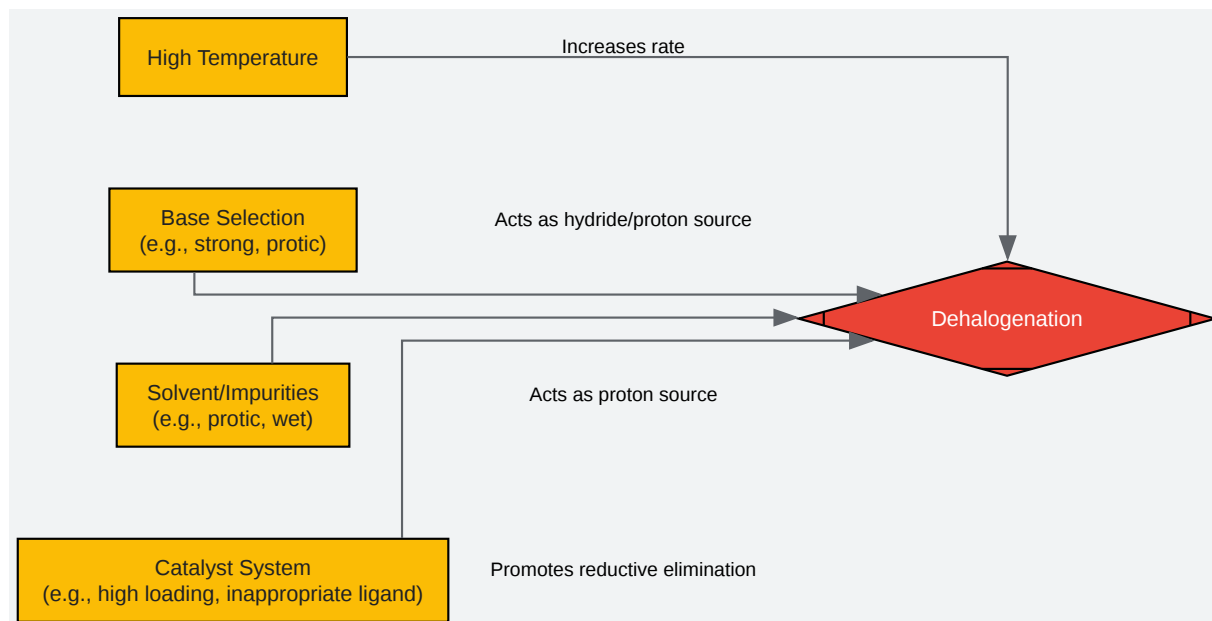 High Temperature
Increases rate
Base Selection
(e.g., strong, protic)
Acts as hydride/proton source
Dehalogenation
Solvent/Impurities
(e.g., protic, wet)
Acts as proton source
Catalyst System
(e.g., high loading, inappropriate ligand)
Promotes reductive elimination